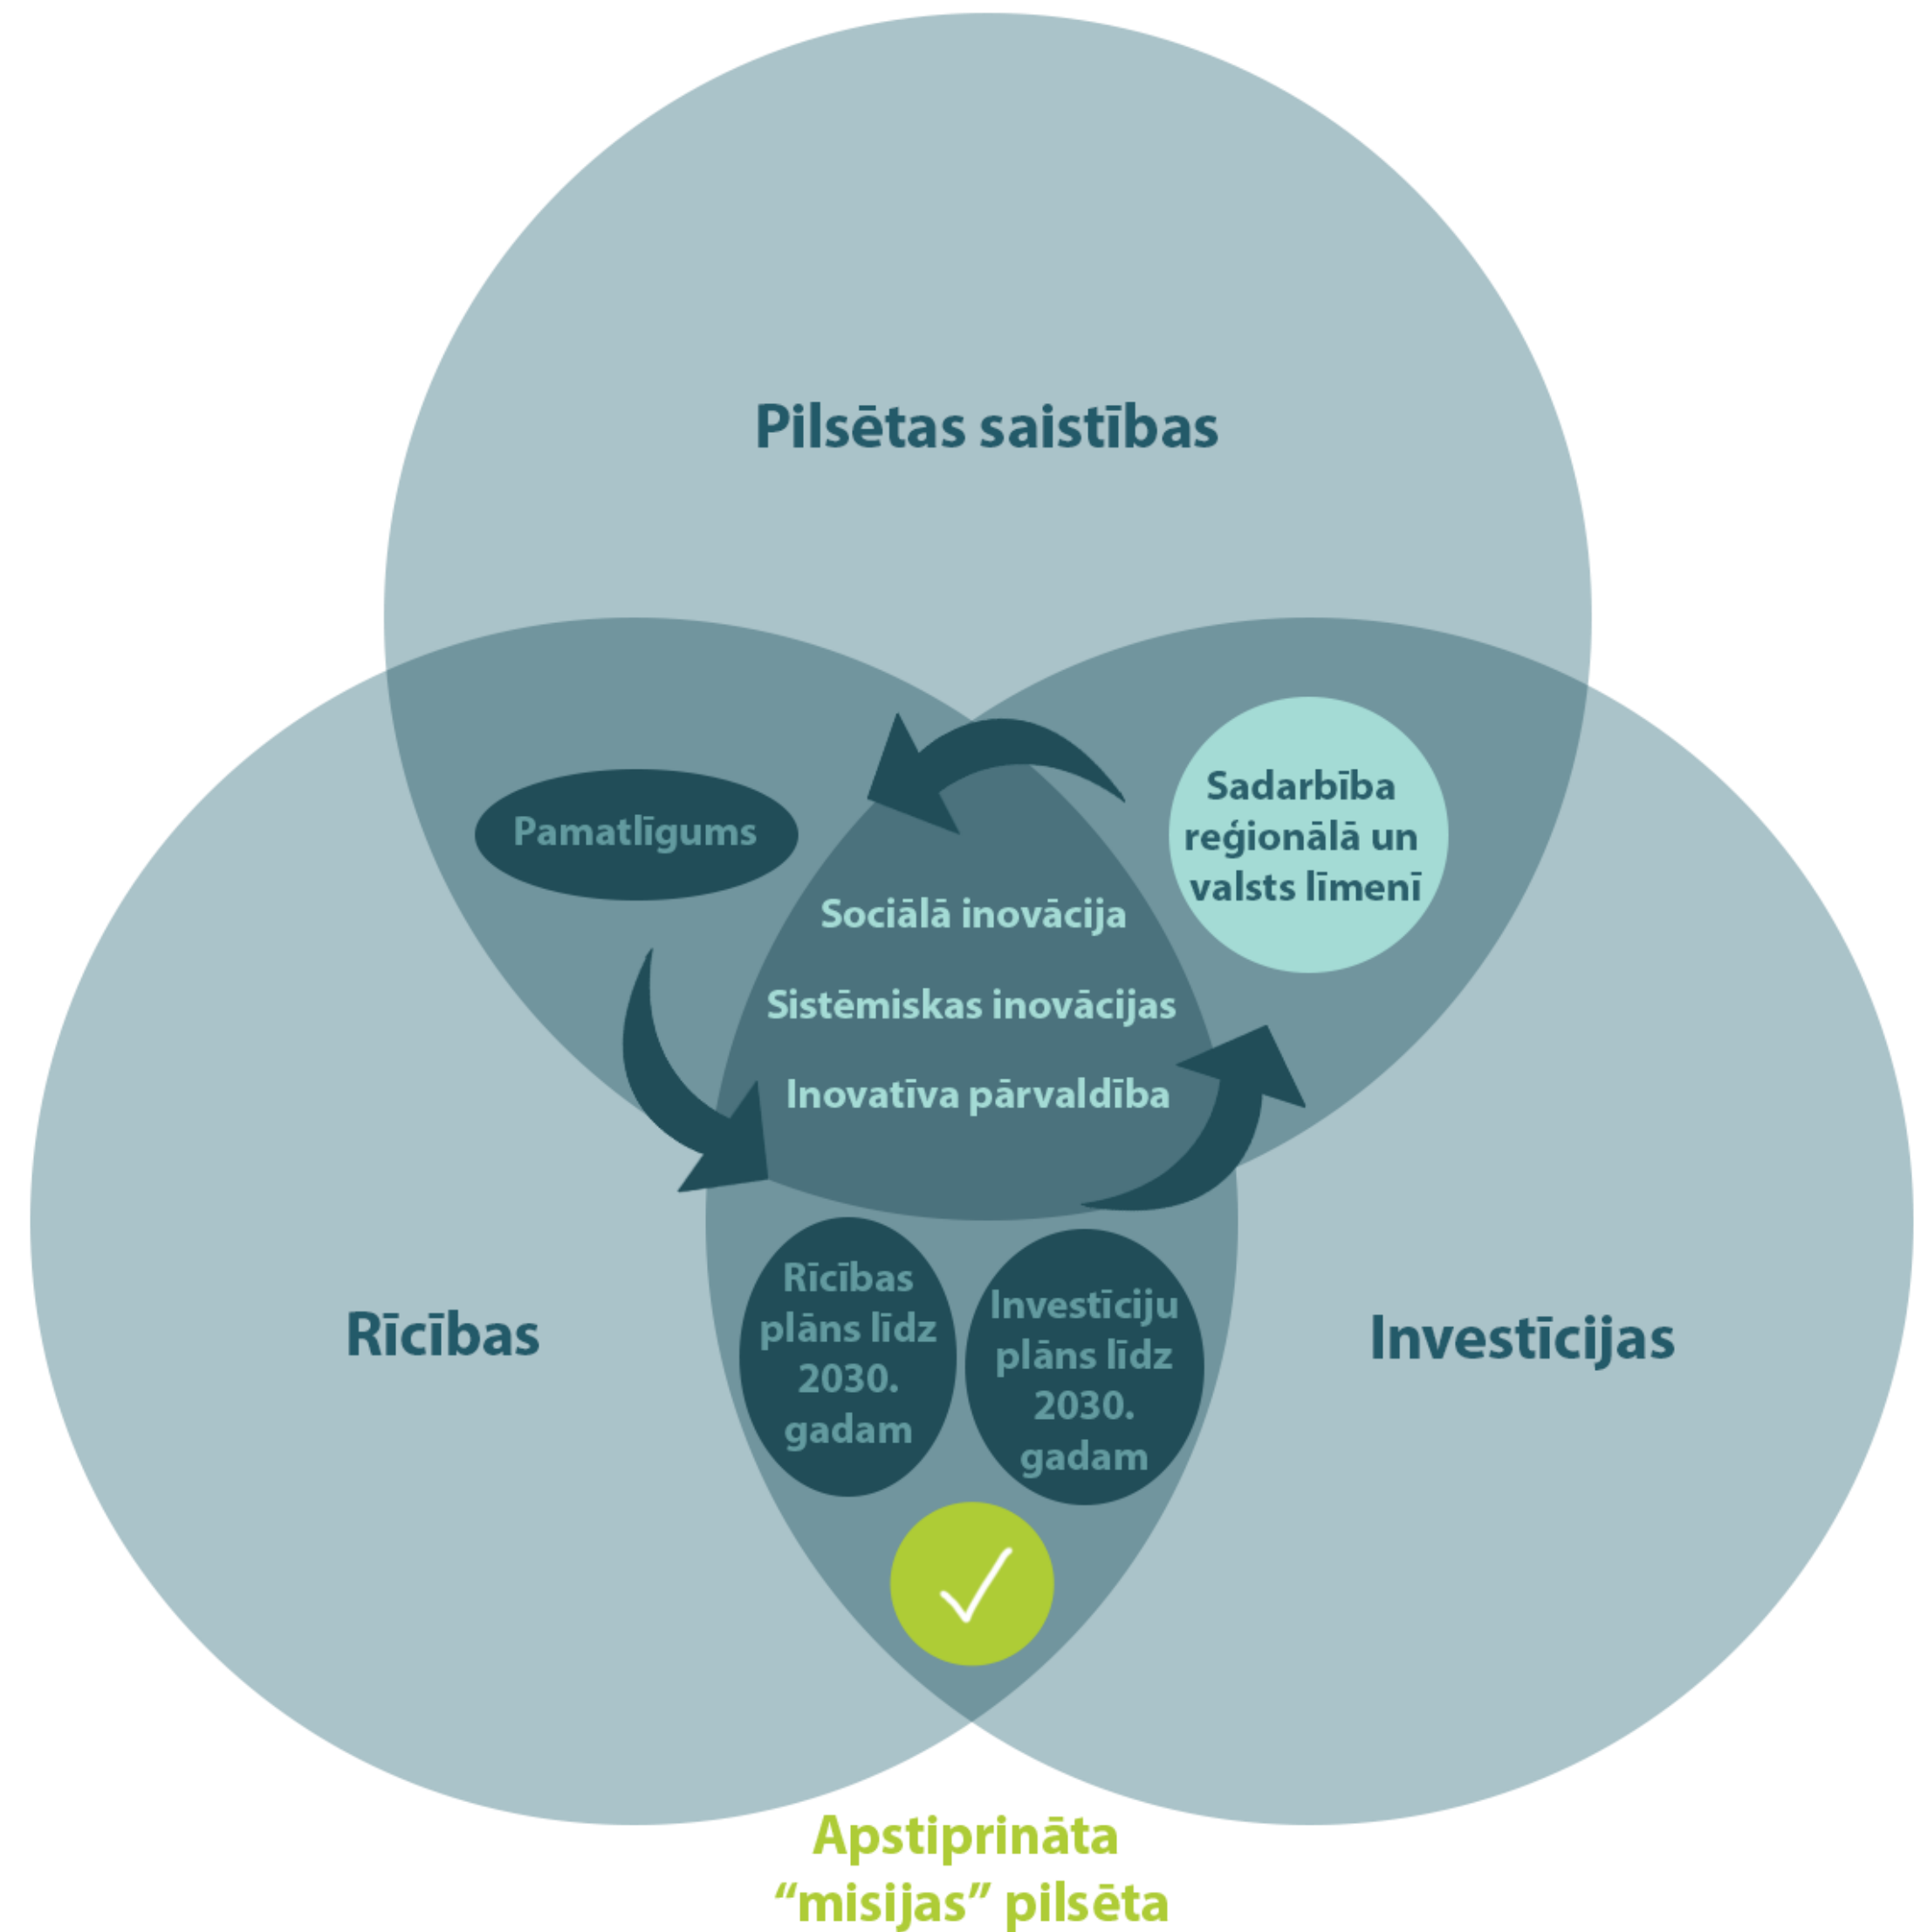 Pilsētas saistības
Pamatlīgums
Sadarbība
reģionālā un
valsts līmenī
Sociālā inovācija
Sistēmiskas inovācijas
Inovatīva pārvaldība
Rīcības
Rīcības
plāns līdz
2030.
gadam
Investīciju
plāns līdz
2030.
gadam
Investīcijas
Apstiprināta
“misijas” pilsēta